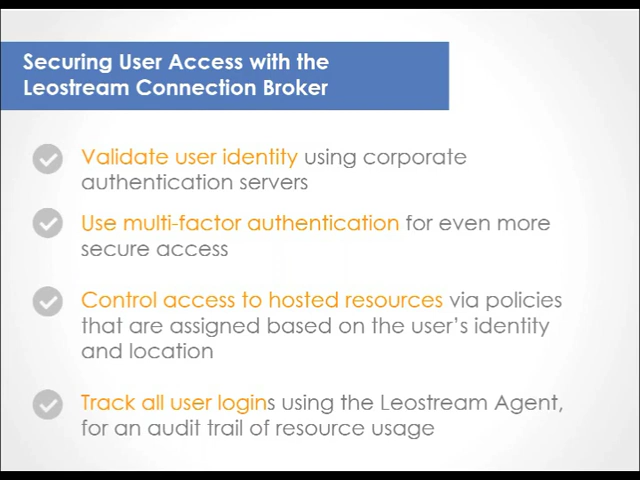 Securing User Access with the
Leostream Connection Broker
Validate user identity using corporate
authentication servers
Use multi-factor authentication for even more
secure access
Control access to hosted resources via policies
that are assigned based on the user's identity
and location
Track all user logins using the Leostream Agent,
for an audit trail of resource usage